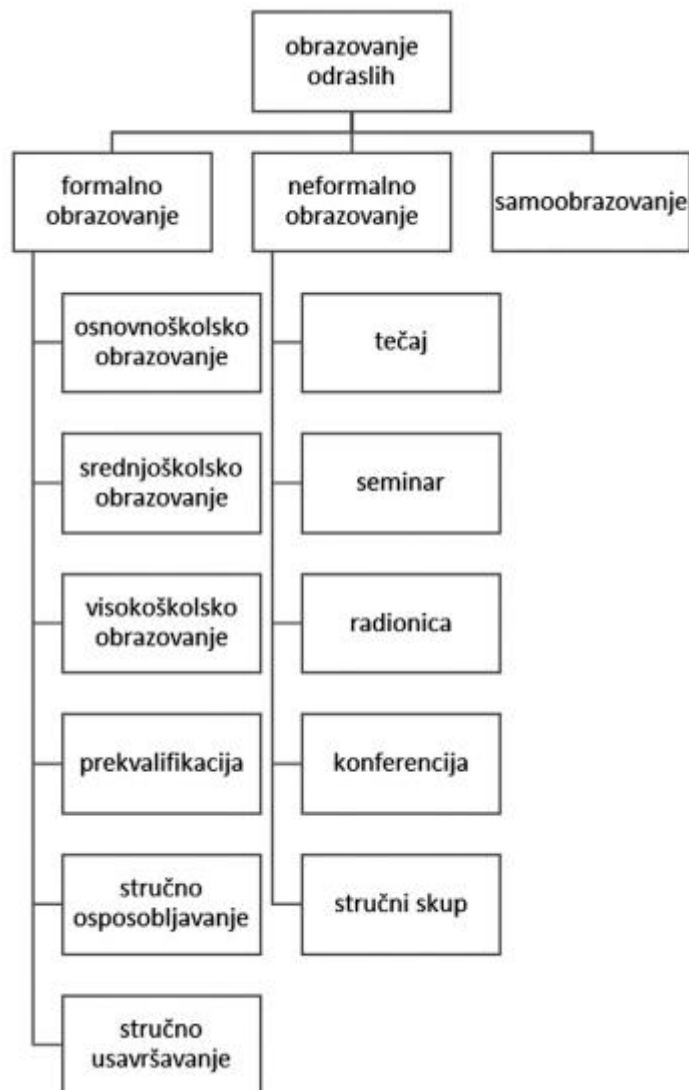 obrazovanje
odraslih
formalno
obrazovanje
neformalno
obrazovanje
samoobrazovanje
osnovnoškolsko
obrazovanje
srednjoškolsko
obrazovanje
visokoškolsko
obrazovanje
prekvalifikacija
stručno
osposobljavanje
stručno
usavršavanje
tečaj
seminar
radionica
konferencija
stručni skup